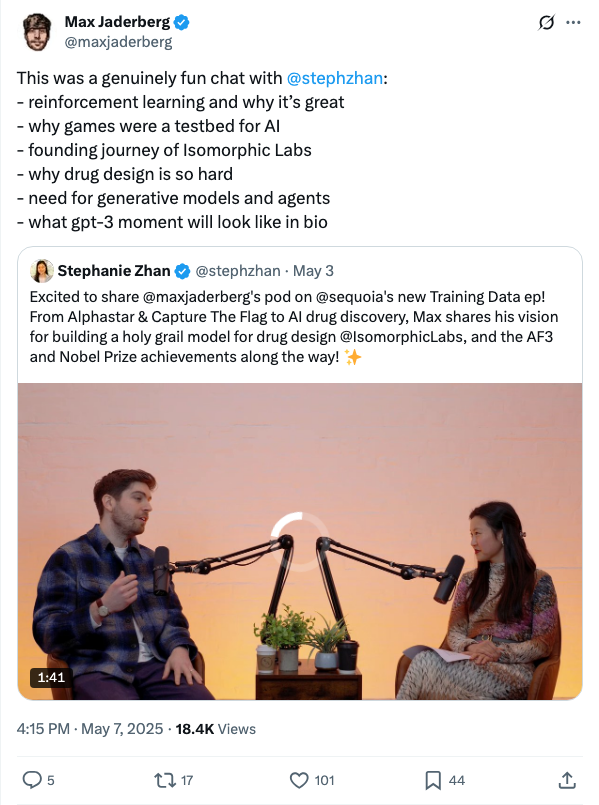 Max Jaderberg
@maxjaderberg
This was a genuinely fun chat with @stephzhan:
- reinforcement learning and why it’s great
- why games were a testbed for AI
- founding journey of Isomorphic Labs
- why drug design is so hard
- need for generative models and agents
- what gpt-3 moment will look like in bio
Stephanie Zhan @stephzhan · May 3
Excited to share @maxjaderberg's pod on @sequoia's new Training Data ep!
From Alphastar & Capture The Flag to AI drug discovery, Max shares his vision
for building a holy grail model for drug design @IsomorphicLabs, and the AF3
and Nobel Prize achievements along the way! ✨
1:41
4:15 PM · May 7, 2025 · 18.4K Views
5 17 101 44